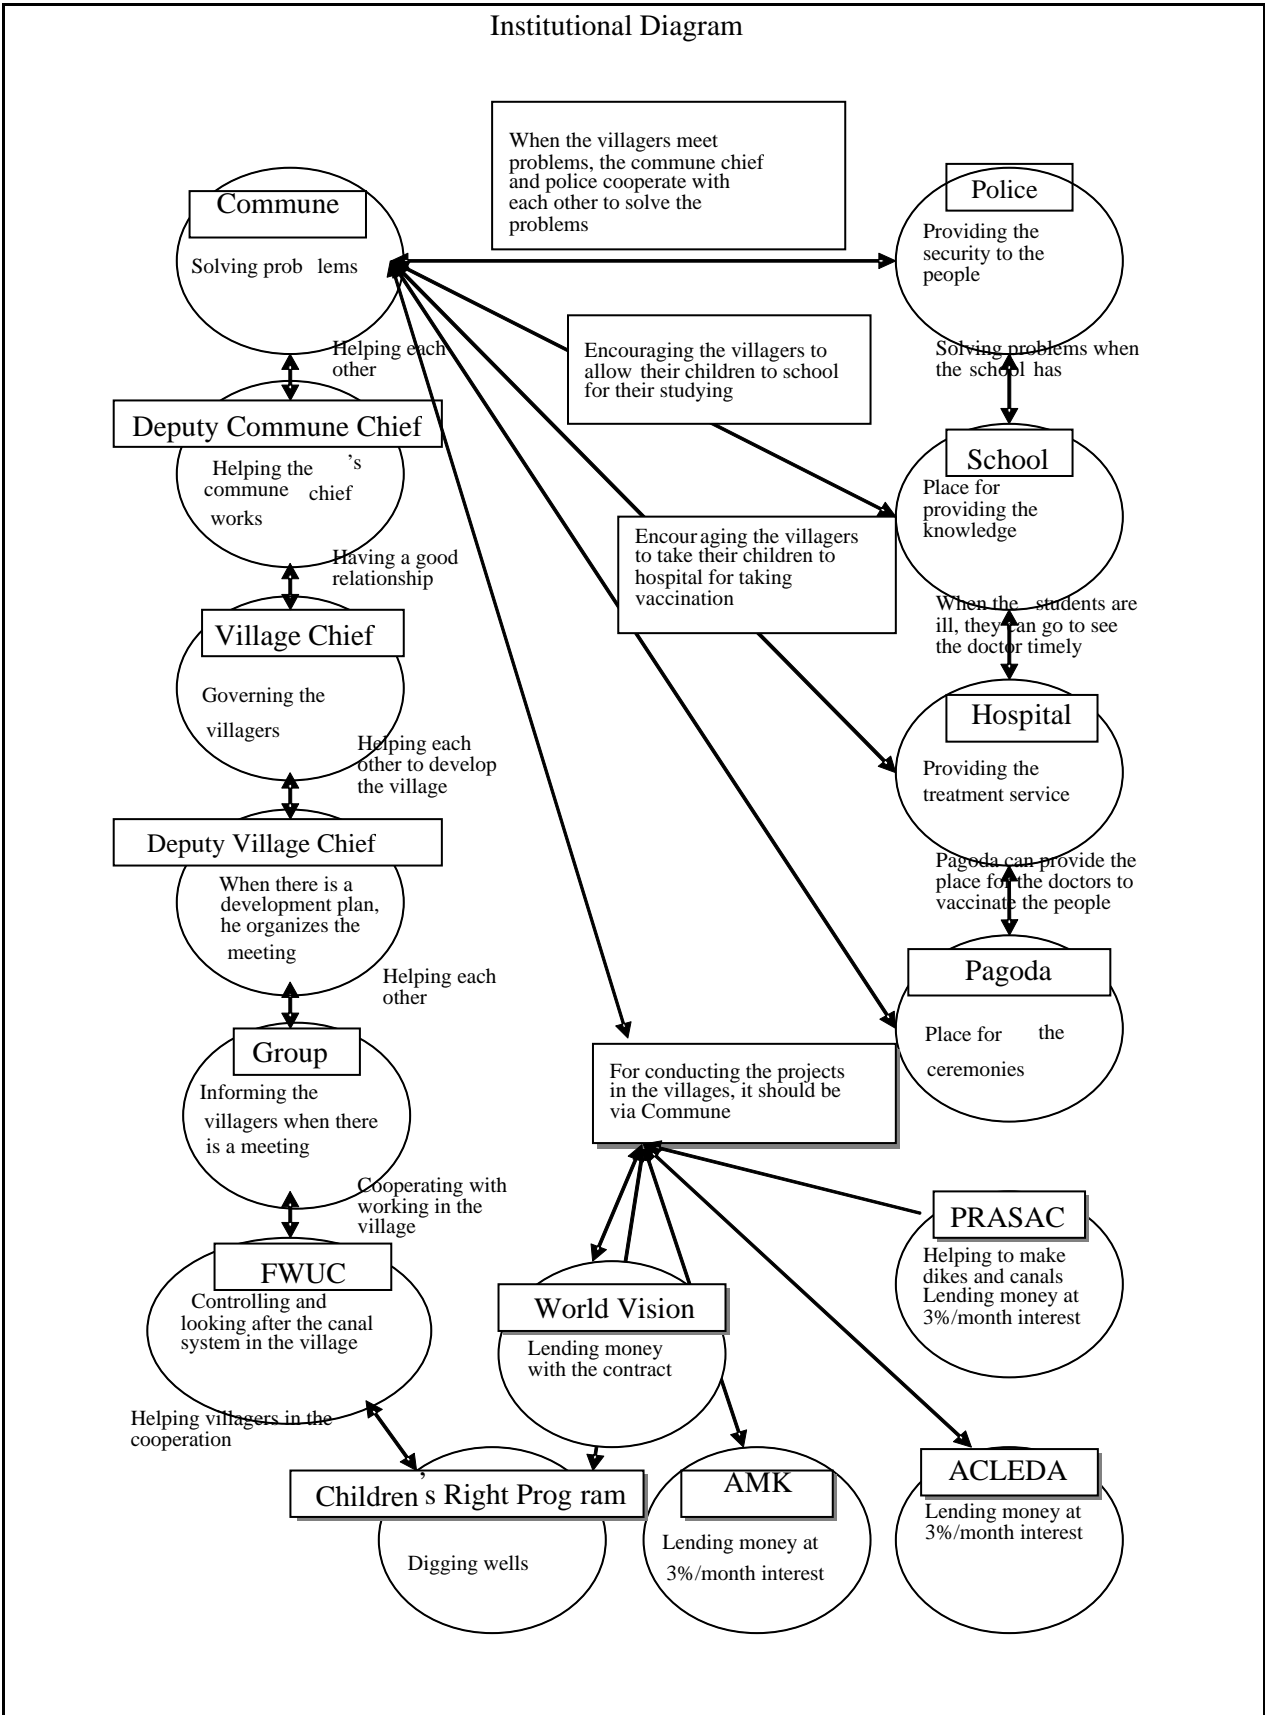 Institutional Diagram
When the villagers meet
problems, the commune chief
and police cooperate with
each other to solve the
problems
Commune
Solving prob lems
Police
Providing the
security to the
people
Helping each
other
Encouraging the villagers to
allow their children to school
for their studying
Solving problems when
the school has
Deputy Commune Chief
Helping the 's
commune chief
works
School
Place for
providing the
knowledge
Encour aging the villagers
to take their children to
hospital for taking
vaccination
Having a good
relationship
When the students are
ill, they can go to see
the doctor timely
Village Chief
Governing the
villagers
Hospital
Providing the
treatment service
Helping each
other to develop
the village
Deputy Village Chief
When there is a
development plan,
he organizes the
meeting
Pagoda can provide the
place for the doctors to
vaccinate the people
Helping each
other
Pagoda
Place for the
ceremonies
Group
Informing the
villagers when there
is a meeting
For conducting the projects
in the villages, it should be
via Commune
Cooperating with
working in the
village
PRASAC
Helping to make
dikes and canals
Lending money at
3%/month interest
FWUC
Controlling and
looking after the canal
system in the village
World Vision
Lending money
with the contract
Helping villagers in the
cooperation
Children's Right Prog ram
Digging wells
AMK
Lending money at
3%/month interest
ACLEDA
Lending money at
3%/month interest